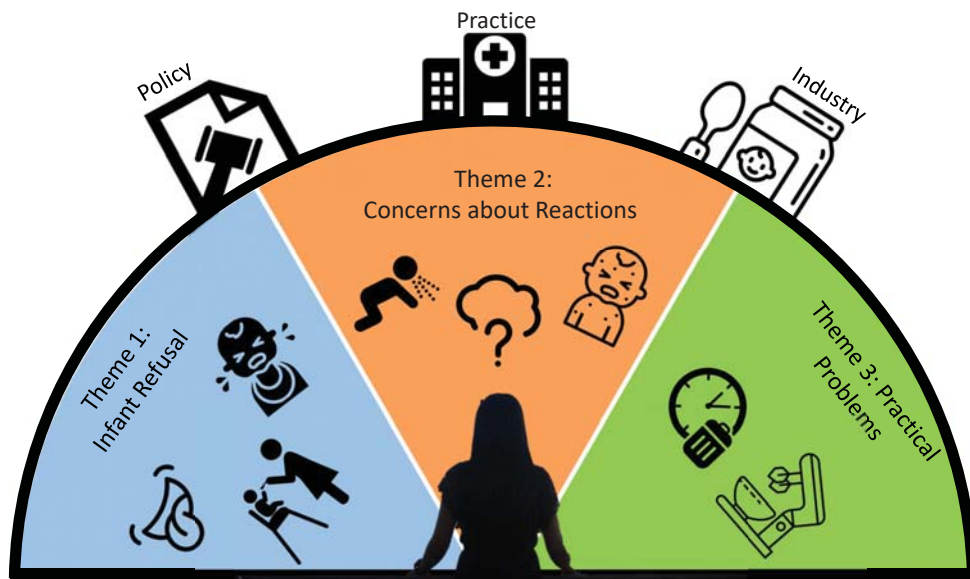 Practice
Policy
Industry
Theme 2:
Concerns about Reactions
Theme 1:
Infant Refusal
Theme 3: Practical
Problems